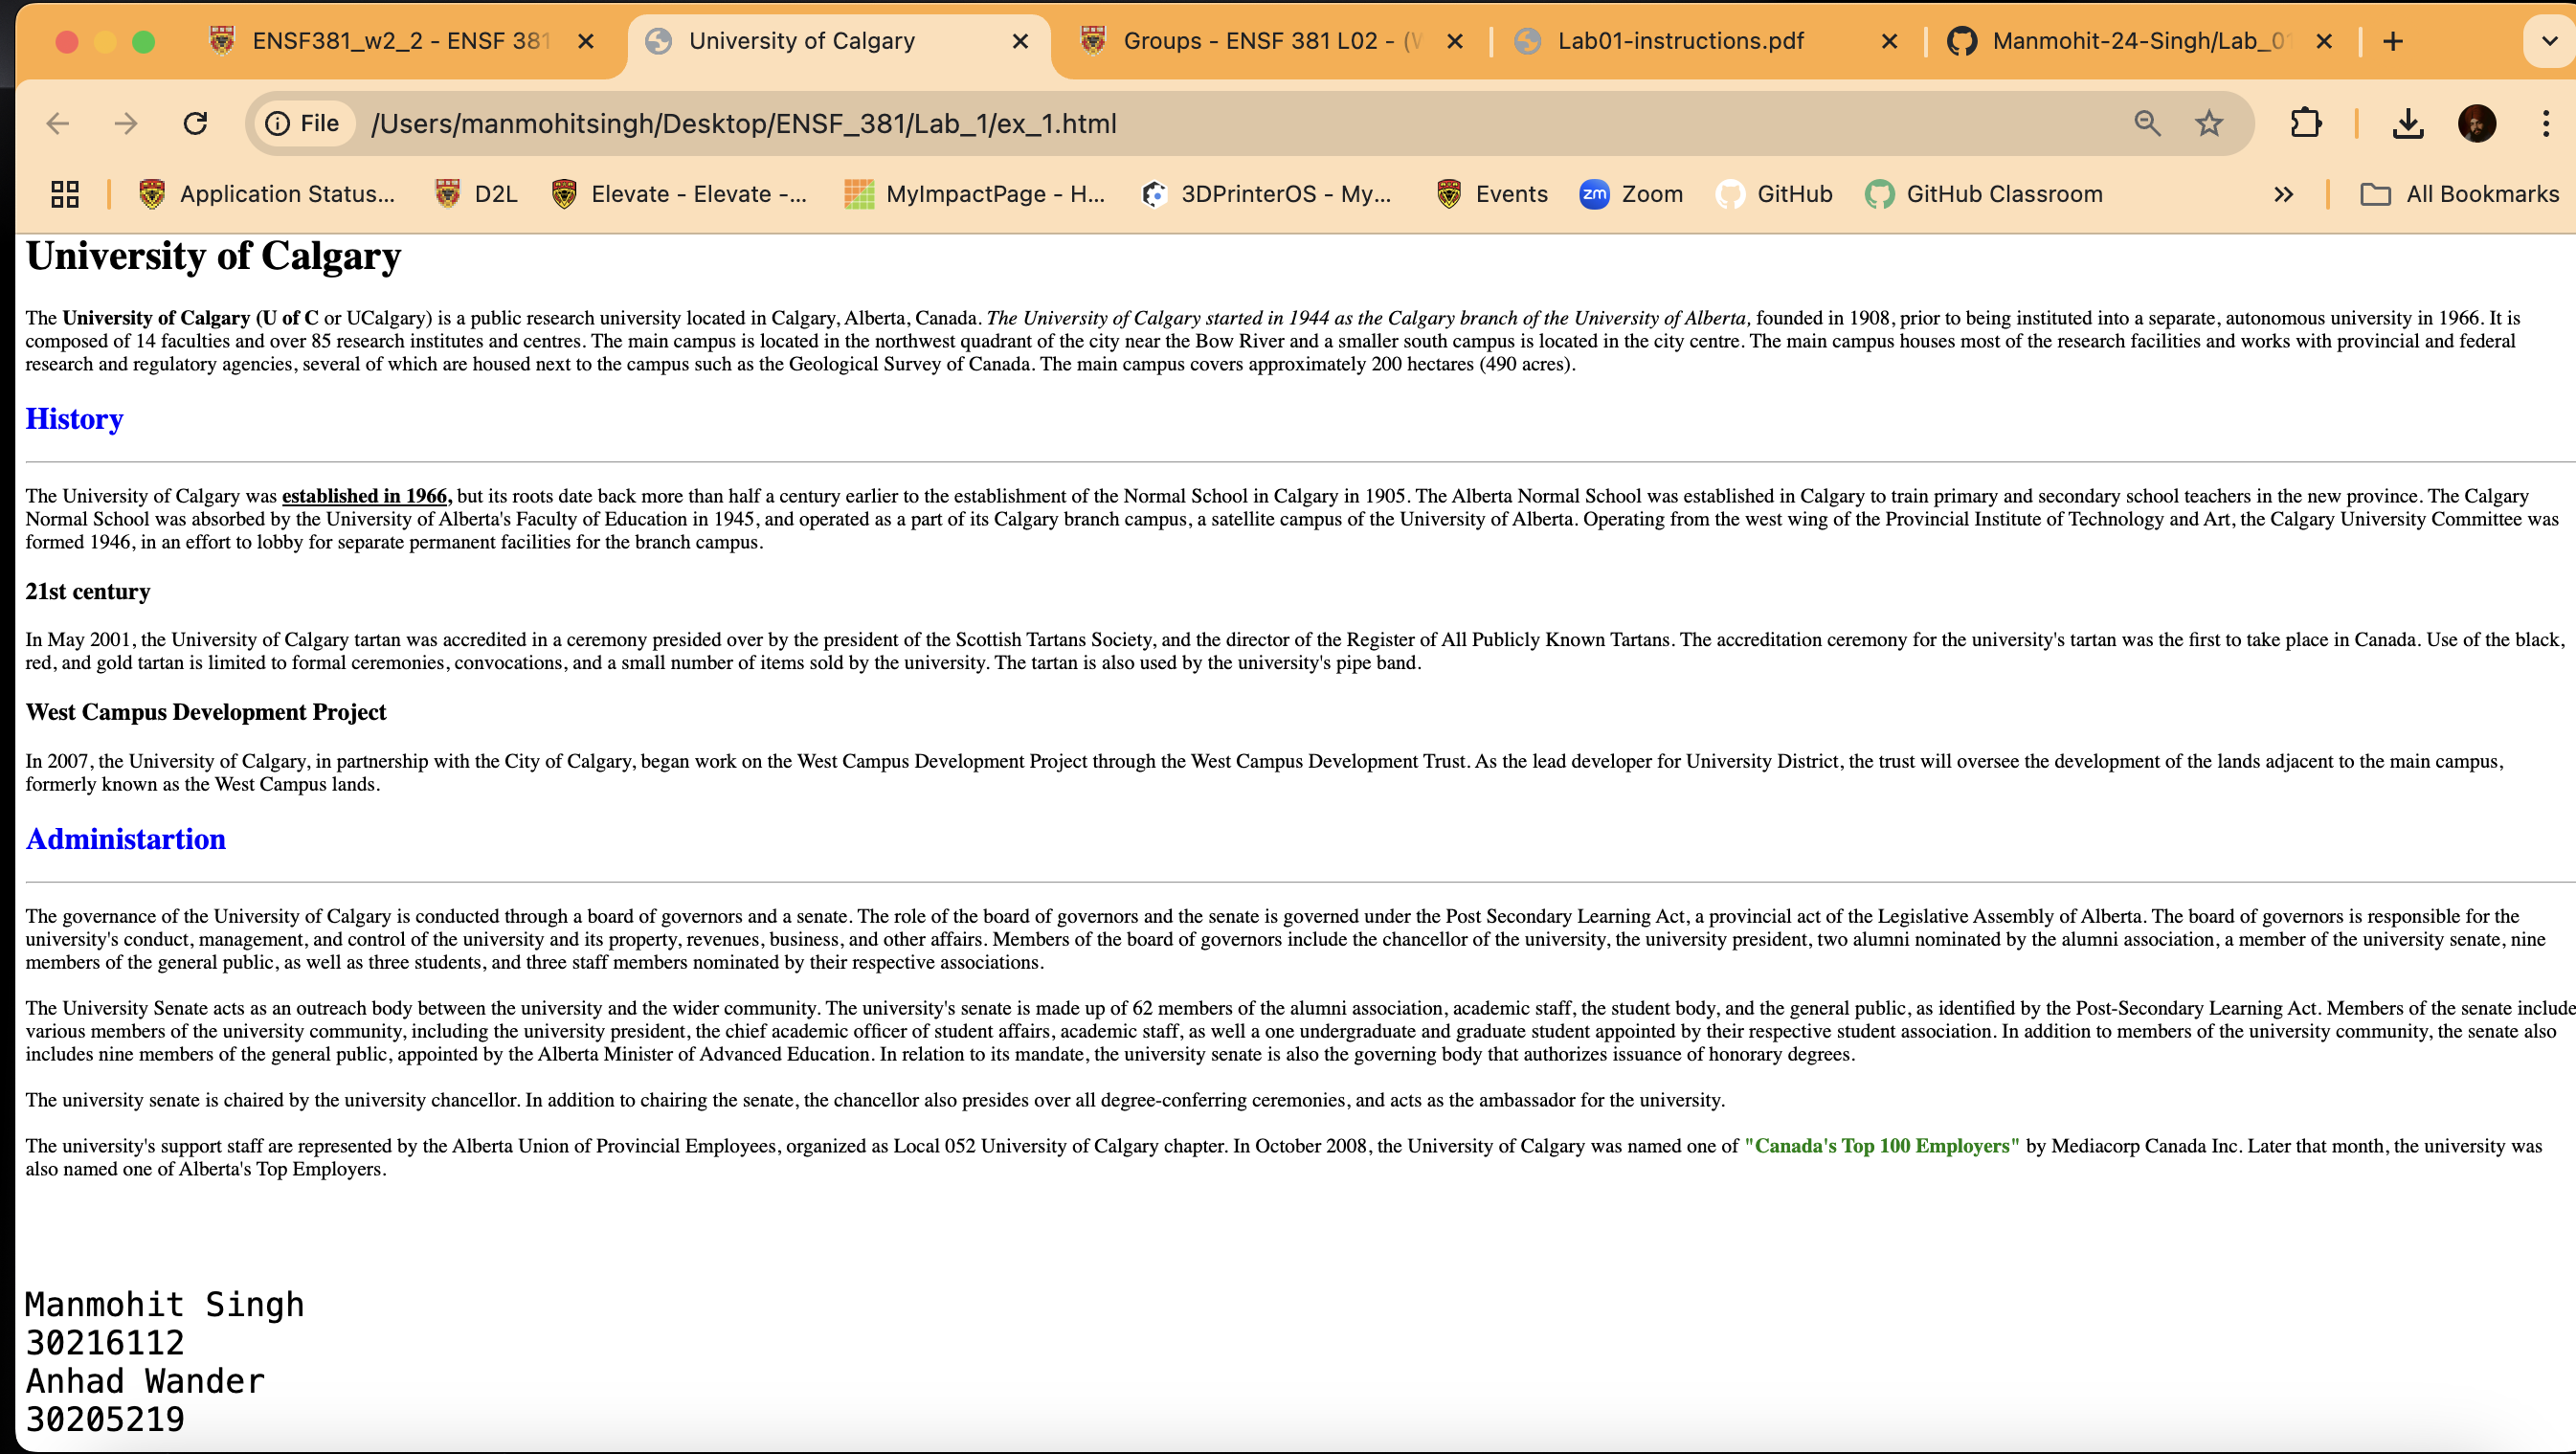 ENSF381_w2_2 - ENSF 381
University of Calgary
Groups - ENSF 381 L02 - (W
Lab01-instructions.pdf
Manmohit-24-Singh/Lab_01
File
/Users/manmohitsingh/Desktop/ENSF_381/Lab_1/ex_1.html
Application Status...
D2L
Elevate - Elevate -...
MyImpactPage - H...
3DPrinterOS - My...
Events
zm Zoom
GitHub
GitHub Classroom
All Bookmarks
University of Calgary
The University of Calgary (U of C or UCalgary) is a public research university located in Calgary, Alberta, Canada. The University of Calgary started in 1944 as the Calgary branch of the University of Alberta, founded in 1908, prior to being instituted into a separate, autonomous university in 1966. It is
composed of 14 faculties and over 85 research institutes and centres. The main campus is located in the northwest quadrant of the city near the Bow River and a smaller south campus is located in the city centre. The main campus houses most of the research facilities and works with provincial and federal
research and regulatory agencies, several of which are housed next to the campus such as the Geological Survey of Canada. The main campus covers approximately 200 hectares (490 acres).
History
The University of Calgary was established in 1966, but its roots date back more than half a century earlier to the establishment of the Normal School in Calgary in 1905. The Alberta Normal School was established in Calgary to train primary and secondary school teachers in the new province. The Calgary
Normal School was absorbed by the University of Alberta's Faculty of Education in 1945, and operated as a part of its Calgary branch campus, a satellite campus of the University of Alberta. Operating from the west wing of the Provincial Institute of Technology and Art, the Calgary University Committee was
formed 1946, in an effort to lobby for separate permanent facilities for the branch campus.
21st century
In May 2001, the University of Calgary tartan was accredited in a ceremony presided over by the president of the Scottish Tartans Society, and the director of the Register of All Publicly Known Tartans. The accreditation ceremony for the university's tartan was the first to take place in Canada. Use of the black,
red, and gold tartan is limited to formal ceremonies, convocations, and a small number of items sold by the university. The tartan is also used by the university's pipe band.
West Campus Development Project
In 2007, the University of Calgary, in partnership with the City of Calgary, began work on the West Campus Development Project through the West Campus Development Trust. As the lead developer for University District, the trust will oversee the development of the lands adjacent to the main campus,
formerly known as the West Campus lands.
Administartion
The governance of the University of Calgary is conducted through a board of governors and a senate. The role of the board of governors and the senate is governed under the Post Secondary Learning Act, a provincial act of the Legislative Assembly of Alberta. The board of governors is responsible for the
university's conduct, management, and control of the university and its property, revenues, business, and other affairs. Members of the board of governors include the chancellor of the university, the university president, two alumni nominated by the alumni association, a member of the university senate, nine
members of the general public, as well as three students, and three staff members nominated by their respective associations.
The University Senate acts as an outreach body between the university and the wider community. The university's senate is made up of 62 members of the alumni association, academic staff, the student body, and the general public, as identified by the Post-Secondary Learning Act. Members of the senate include
various members of the university community, including the university president, the chief academic officer of student affairs, academic staff, as well a one undergraduate and graduate student appointed by their respective student association. In addition to members of the university community, the senate also
includes nine members of the general public, appointed by the Alberta Minister of Advanced Education. In relation to its mandate, the university senate is also the governing body that authorizes issuance of honorary degrees.
The university senate is chaired by the university chancellor. In addition to chairing the senate, the chancellor also presides over all degree-conferring ceremonies, and acts as the ambassador for the university.
The university's support staff are represented by the Alberta Union of Provincial Employees, organized as Local 052 University of Calgary chapter. In October 2008, the University of Calgary was named one of "Canada's Top 100 Employers" by Mediacorp Canada Inc. Later that month, the university was
also named one of Alberta's Top Employers.
Manmohit Singh
30216112
Anhad Wander
30205219